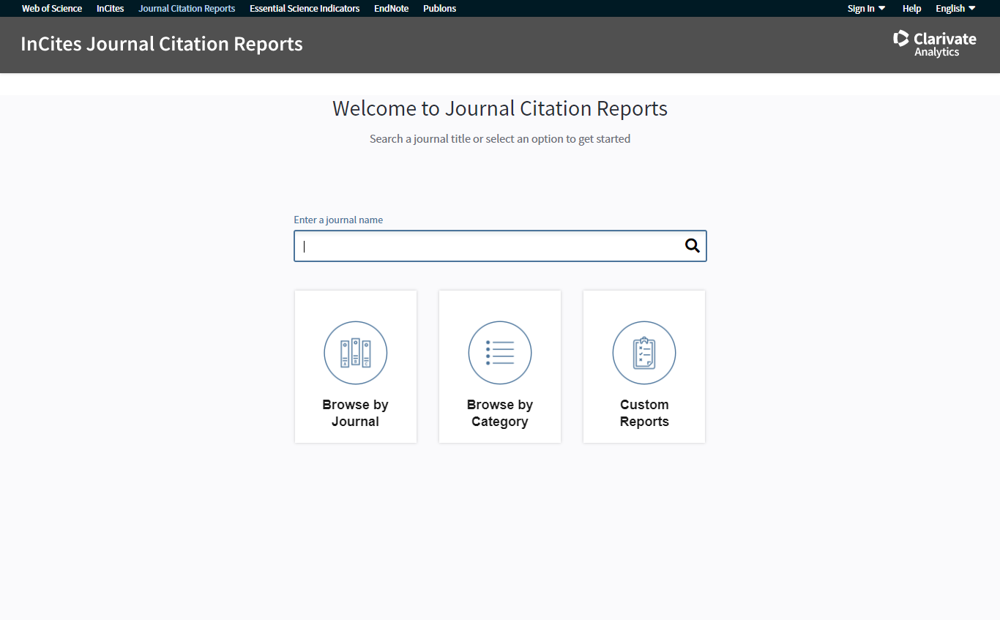 Web of Science InCites Journal Citation Reports Essential Science Indicators EndNote Publons Sign In Help English
InCites Journal Citation Reports
Clarivate
Analytics
Welcome to Journal Citation Reports
Search a journal title or select an option to get started
Enter a journal name
A B C
Browse by
Journal
Browse by
Category
Custom
Reports